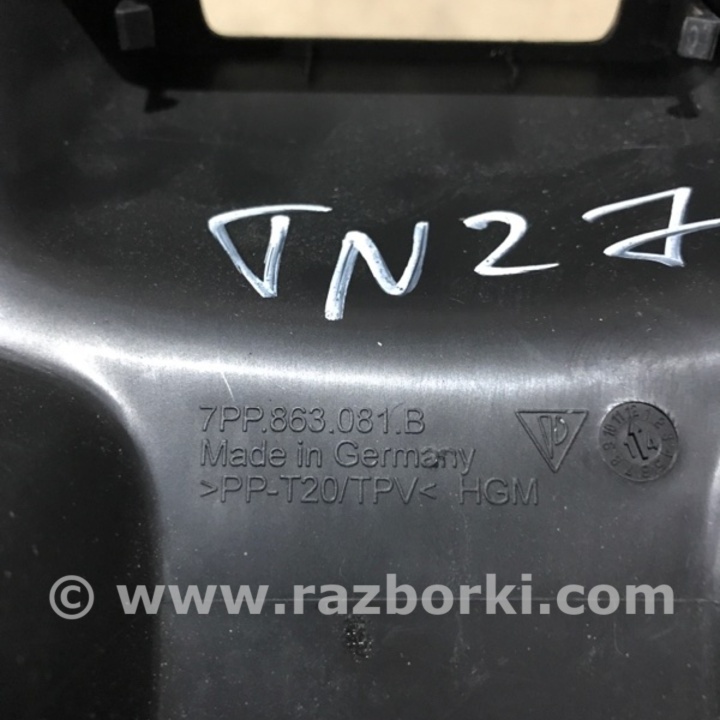 TN27
7PP.863.081.B
Made in Germany
>PP-T20/TPV< HGM
© www.razborki.com